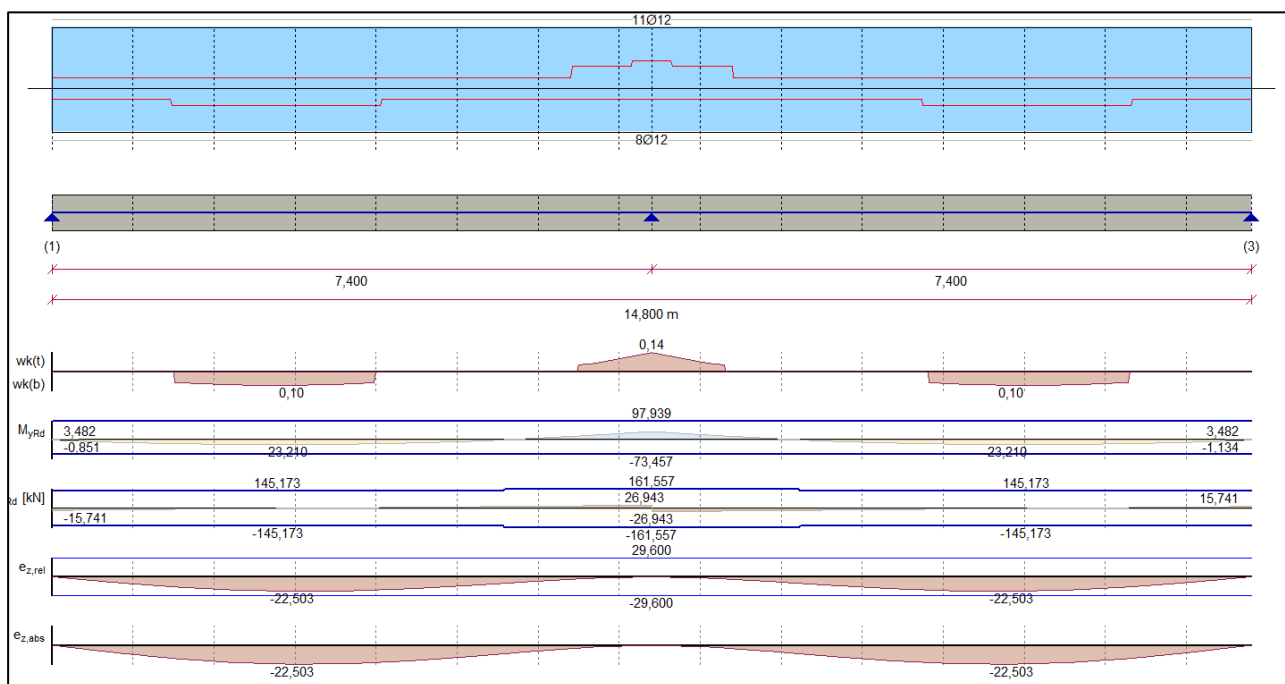 11Ø12
8Ø12
(1) (3)
7,400 7,400
14,800 m
wk(t) 0,14
wk(b) 0,10 0,10
97,939
MyRd 3,482 3,482
-0,851 23,210 23,210 -1,134
-73,457
145,173 161,557 145,173
Rd [kN] 26,943 15,741
-15,741 -26,943
-145,173 -161,557 -145,173
29,600
ez,rel
-22,503 -29,600 -22,503
ez,abs
-22,503 -22,503